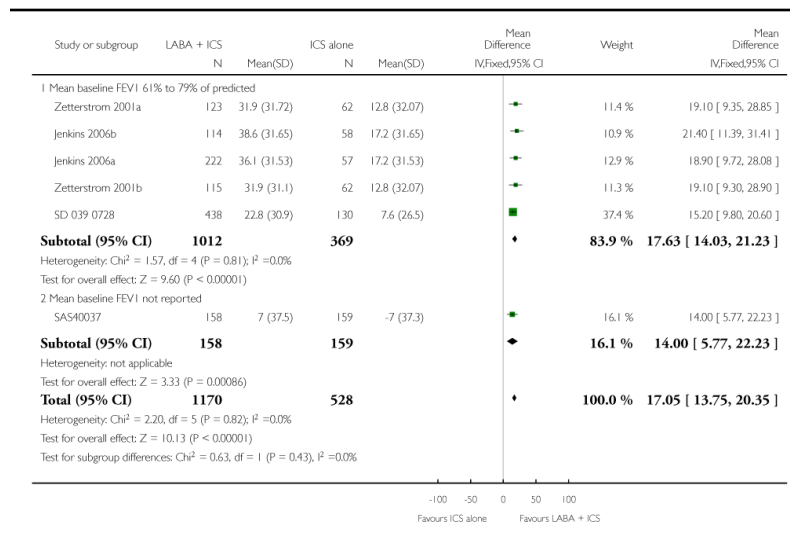 Study or subgroup LABA + ICS ICS alone Mean Difference Weight Mean Difference
N Mean(SD) N Mean(SD) IV,Fixed,95% CI IV,Fixed,95% CI
1 Mean baseline FEV1 61% to 79% of predicted
Zetterstrom 2001a 123 31.9 (31.72) 62 12.8 (32.07) 11.4 % 19.10 [ 9.35, 28.85 ]
Jenkins 2006b 114 38.6 (31.65) 58 17.2 (31.65) 10.9 % 21.40 [ 11.39, 31.41 ]
Jenkins 2006a 222 36.1 (31.53) 57 17.2 (31.53) 12.9 % 18.90 [ 9.72, 28.08 ]
Zetterstrom 2001b 115 31.9 (31.1) 62 12.8 (32.07) 11.3 % 19.10 [ 9.30, 28.90 ]
SD 039 0728 438 22.8 (30.9) 130 7.6 (26.5) 37.4 % 15.20 [ 9.80, 20.60 ]
Subtotal (95% CI) 1012 369 83.9 % 17.63 [ 14.03, 21.23 ]
Heterogeneity: Chi² = 1.57, df = 4 (P = 0.81); I² =0.0%
Test for overall effect: Z = 9.60 (P < 0.00001)
2 Mean baseline FEV1 not reported
SAS40037 158 7 (37.5) 159 -7 (37.3) 16.1 % 14.00 [ 5.77, 22.23 ]
Subtotal (95% CI) 158 159 16.1 % 14.00 [ 5.77, 22.23 ]
Heterogeneity: not applicable
Test for overall effect: Z = 3.33 (P = 0.00086)
Total (95% CI) 1170 528 100.0 % 17.05 [ 13.75, 20.35 ]
Heterogeneity: Chi² = 2.20, df = 5 (P = 0.82); I² =0.0%
Test for overall effect: Z = 10.13 (P < 0.00001)
Test for subgroup differences: Chi² = 0.63, df = 1 (P = 0.43), I² =0.0%
-100 -50 0 50 100
Favours ICS alone Favours LABA + ICS